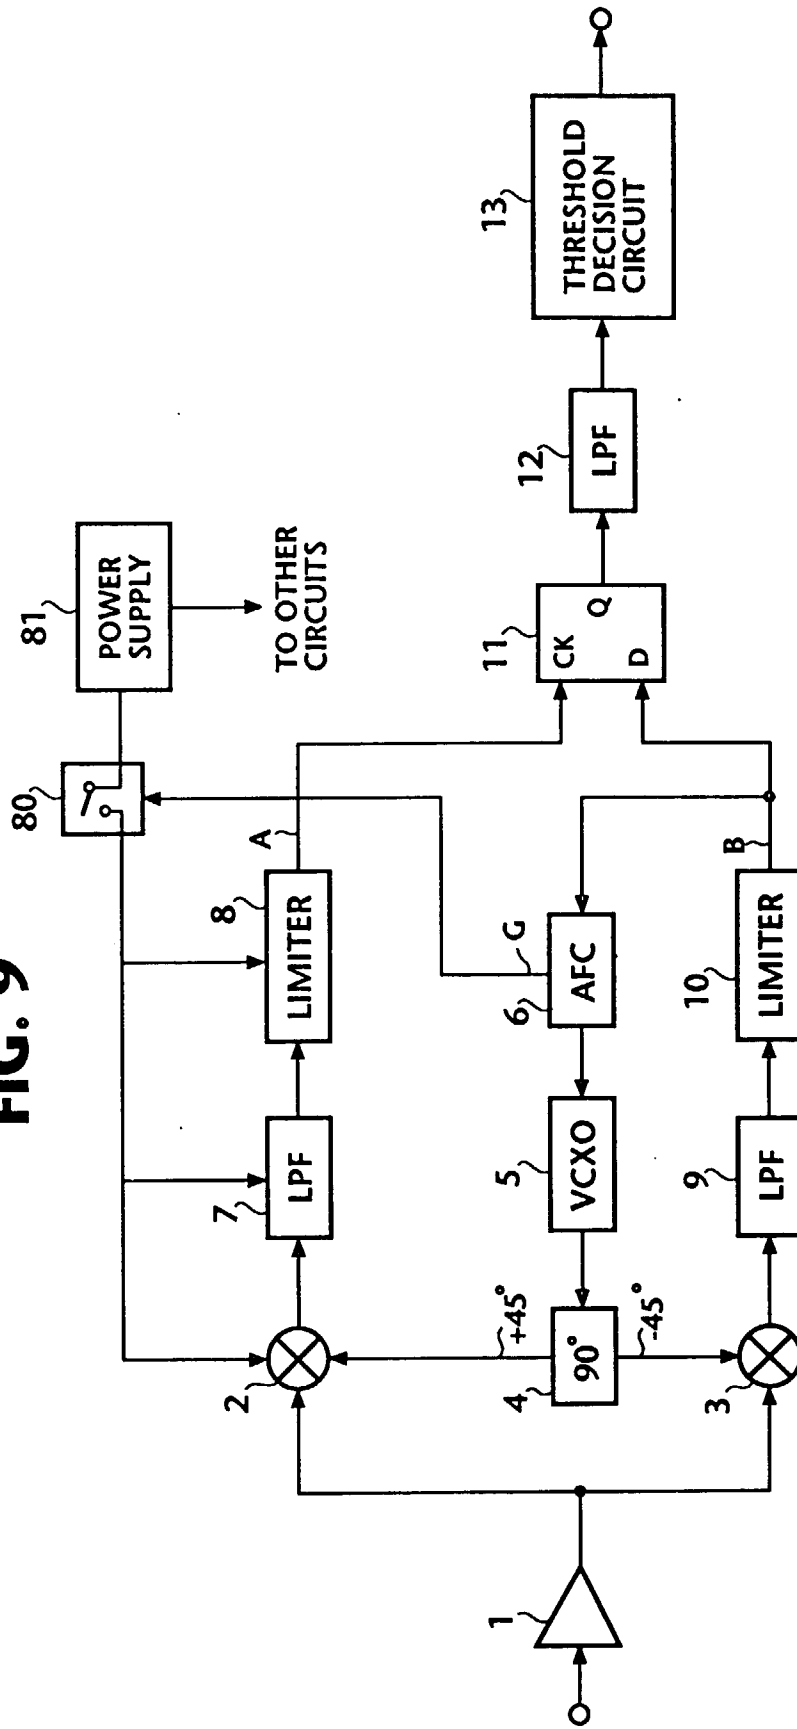 FIG. 9
81
POWER
SUPPLY
TO OTHER
CIRCUITS
80
A
8
LIMITER
7
LPF
2
+45°
G
6
AFC
5
VCXO
4
90°
-45°
1
3
9
LPF
10
LIMITER
B
11
CK
Q
D
12
LPF
13
THRESHOLD
DECISION
CIRCUIT